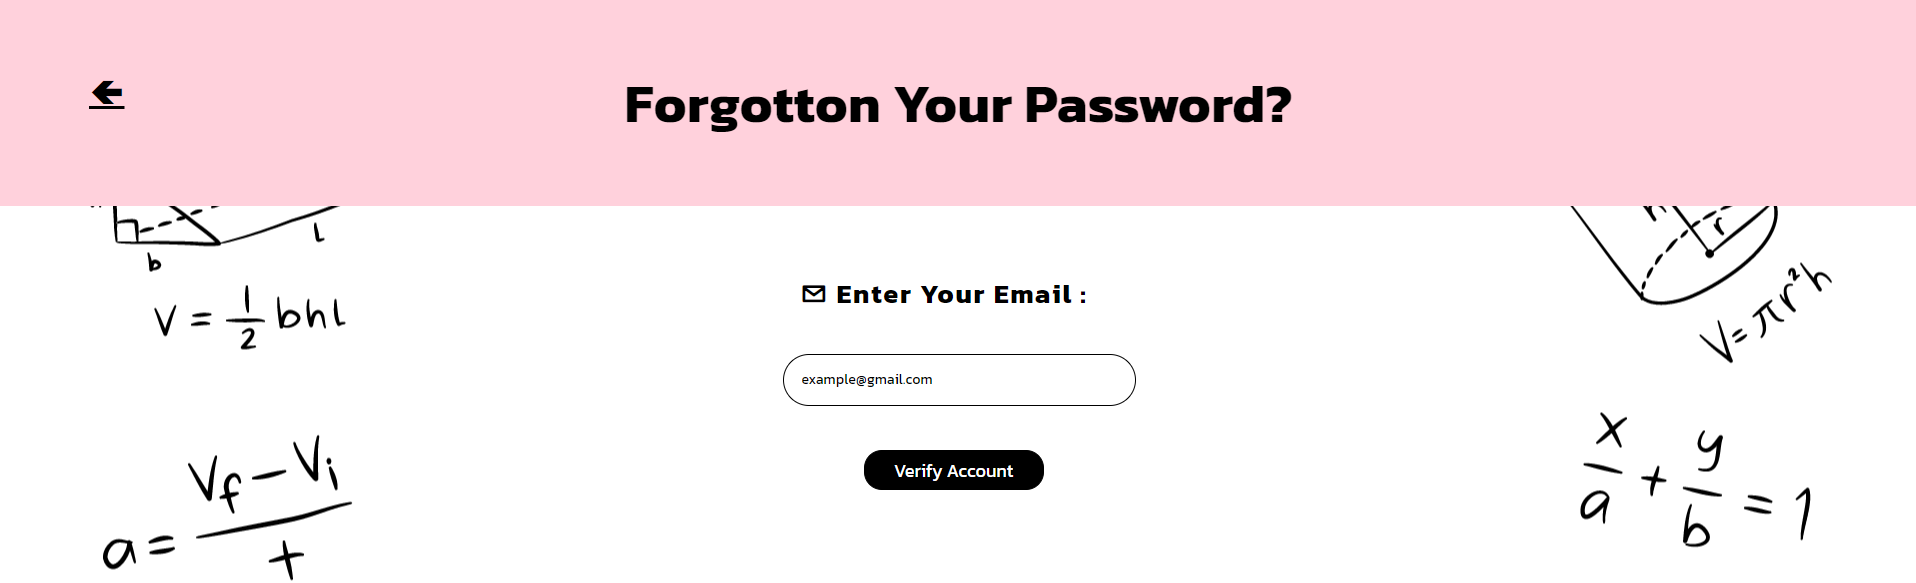 Forgotton Your Password?
b
l
V = 1/2 bhl
h
r
V = πr²h
Enter Your Email :
example@gmail.com
Verify Account
a = Vf - Vi / t
x/a + y/b = 1